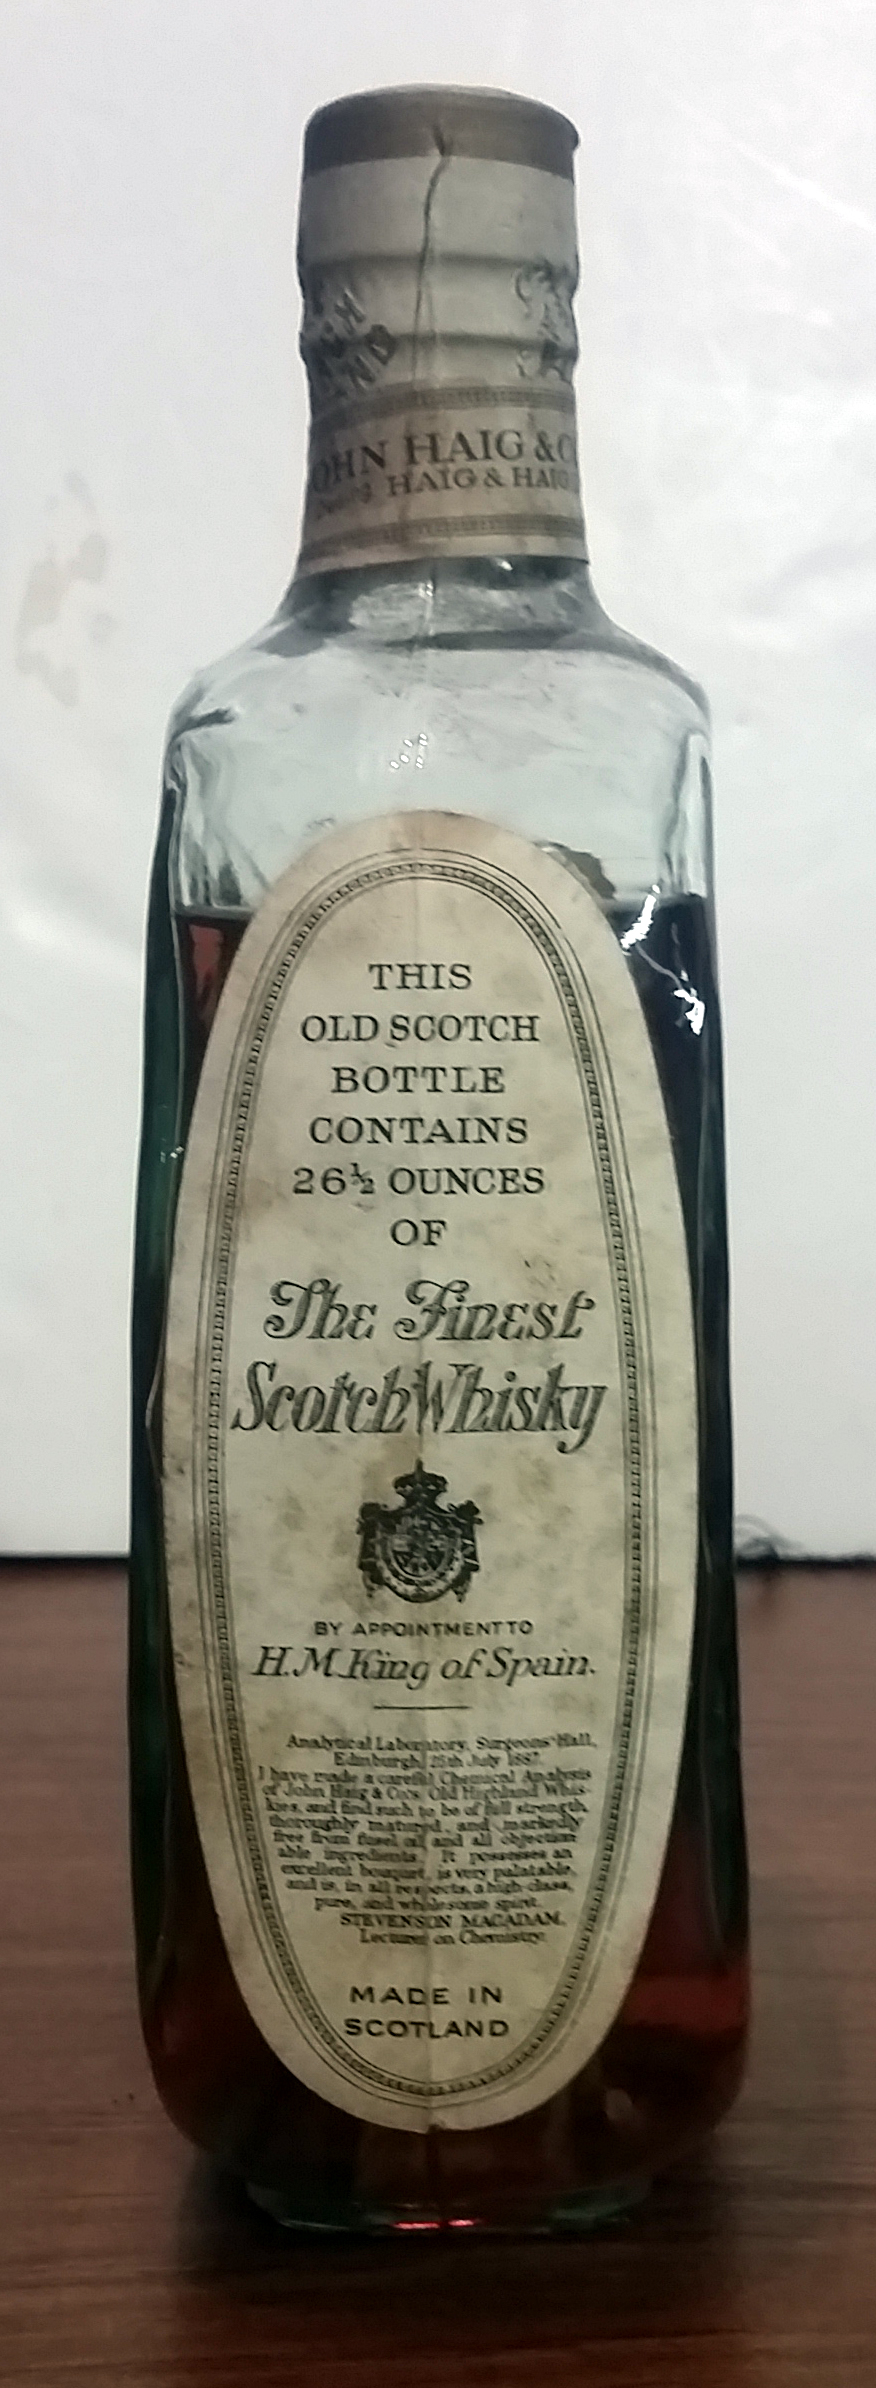 JOHN HAIG & CO
HAIG & HAIG
THIS
OLD SCOTCH
BOTTLE
CONTAINS
26½ OUNCES
OF
The Finest
Scotch Whisky
BY APPOINTMENT TO
H.M. King of Spain.
Analytical Laboratory, Surgeons' Hall,
Edinburgh, 25th July 1887.
I have made a careful Chemical Analysis
of John Haig & Co's. Old Highland Whis-
kies, and find such to be of full strength,
thoroughly matured, and markedly
free from fusel oil and all objection
able ingredients. It possesses an
excellent bouquet, is very palatable,
and is, in all respects, a high-class,
pure, and wholesome spirit.
STEVENSON MACADAM.
Lecturer on Chemistry.
MADE IN
SCOTLAND